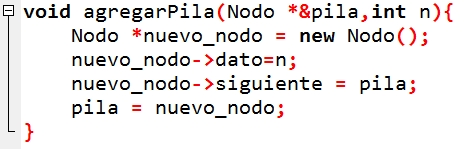 void agregarPila(Nodo *&pila,int n){
    Nodo *nuevo_nodo = new Nodo();
    nuevo_nodo->dato=n;
    nuevo_nodo->siguiente = pila;
    pila = nuevo_nodo;
}